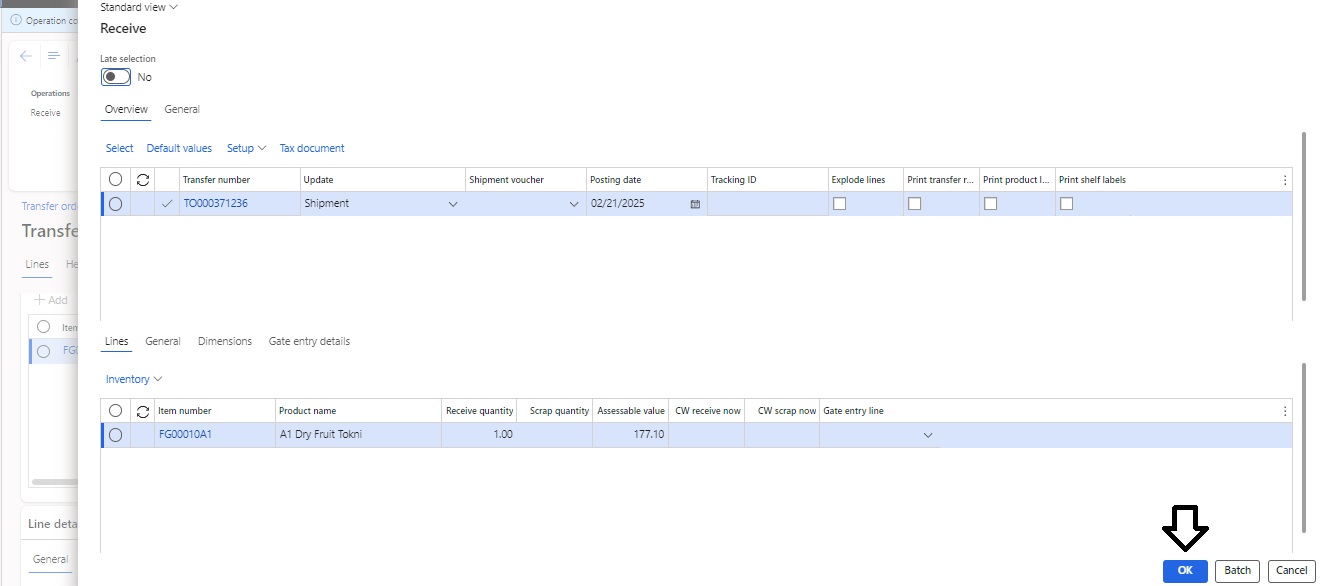 Standard view
Operation co
Receive
Late selection
No
Operations
Receive
Overview General
Select Default values Setup Tax document
Transfer number Update Shipment voucher Posting date Tracking ID Explode lines Print transfer r... Print product l... Print shelf labels
TO000371236 Shipment 02/21/2025
Transfer ord
Transfe
Lines He
+ Add
Item
FG0
Lines General Dimensions Gate entry details
Inventory
Item number Product name Receive quantity Scrap quantity Assessable value CW receive now CW scrap now Gate entry line
FG00010A1 A1 Dry Fruit Tokni 1.00 177.10
Line deta
General
OK Batch Cancel